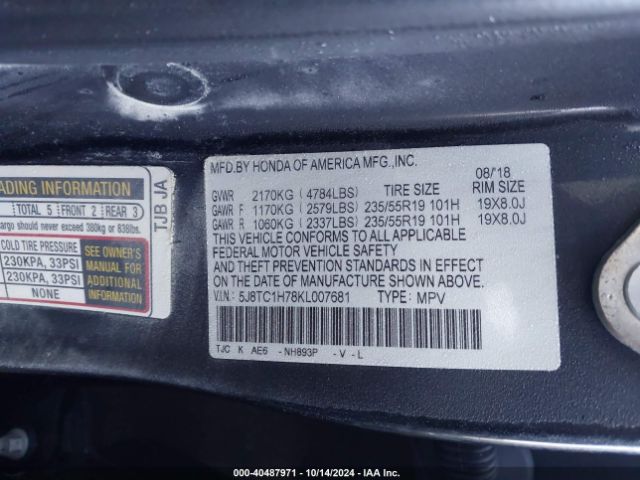 MFD.BY HONDA OF AMERICA MFG.,INC.
08/'18
GVWR 2170KG ( 4784LBS) TIRE SIZE RIM SIZE
GAWR F 1170KG ( 2579LBS) 235/55R19 101H 19X8.0J
GAWR R 1060KG ( 2337LBS) 235/55R19 101H 19X8.0J
THIS VEHICLE CONFORMS TO ALL APPLICABLE
FEDERAL MOTOR VEHICLE SAFETY
AND THEFT PREVENTION STANDARDS IN EFFECT
ON THE DATE OF MANUFACTURE SHOWN ABOVE.
V.I.N.: 5J8TC1H78KL007681 TYPE: MPV
TJC K AE6 -NH893P -V -L
ADING INFORMATION
TOTAL 5 FRONT 2 REAR 3
argo should never exceed 380kg or 838lbs.
COLD TIRE PRESSURE
230KPA, 33PSI
230KPA, 33PSI
NONE
SEE OWNER'S
MANUAL FOR
ADDITIONAL
INFORMATION
TJB JA
000-40487971 - 10/14/2024 - IAA Inc.